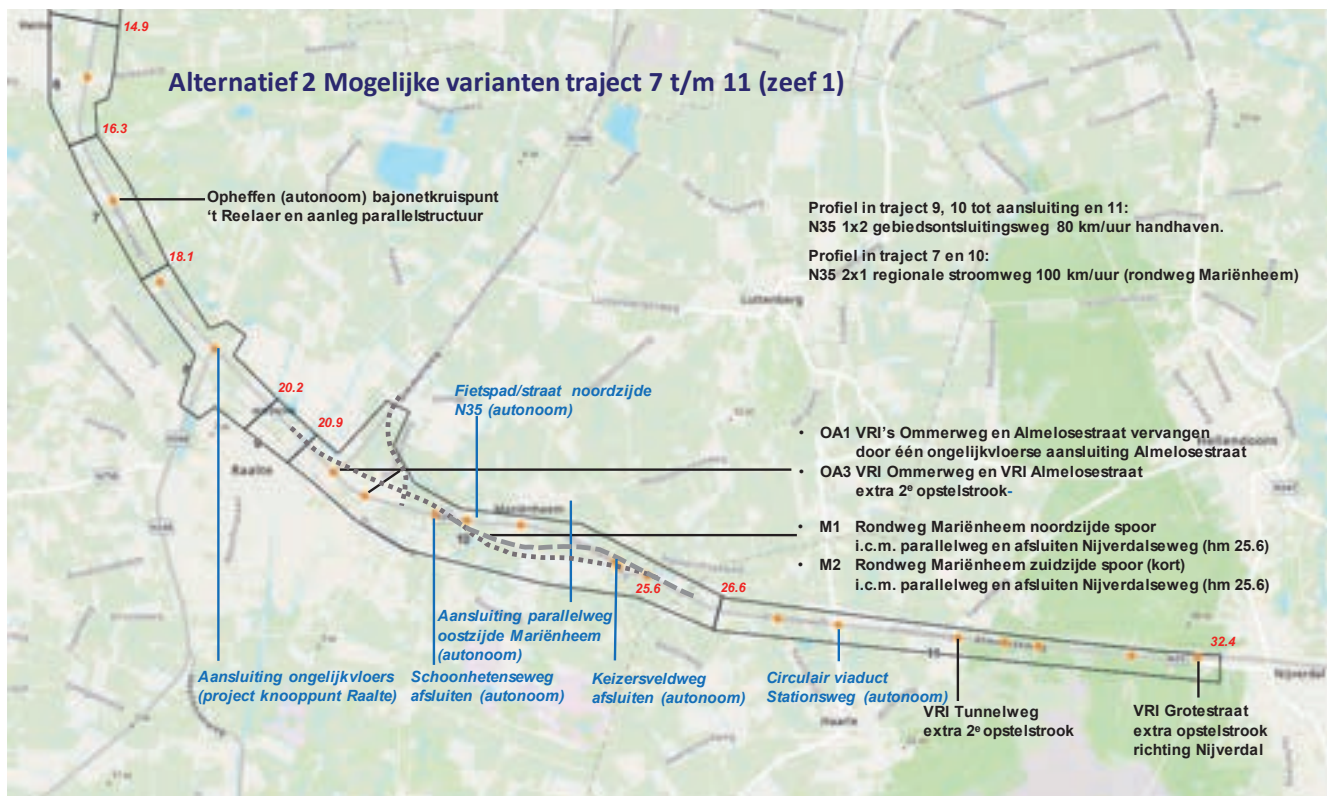 14.9
Alternatief 2 Mogelijke varianten traject 7 t/m 11 (zeef 1)
16.3
Opheffen (autonoom) bajonetkruispunt
‘t Reelaer en aanleg parallelstructuur
7
18.1
Profiel in traject 9, 10 tot aansluiting en 11:
N35 1x2 gebiedsontsluitingsweg 80 km/uur handhaven.
Profiel in traject 7 en 10:
N35 2x1 regionale stroomweg 100 km/uur (rondweg Mariënheem)
Luttenberg
20.2
20.9
Fietspad/straat noordzijde
N35 (autonoom)
Raalte
Hellendoorn
• OA1 VRI’s Ommerweg en Almelosestraat vervangen
door één ongelijkvloerse aansluiting Almelosestraat
• OA3 VRI Ommerweg en VRI Almelosestraat
extra 2e opstelstrook-
Mariënheem
• M1 Rondweg Mariënheem noordzijde spoor
i.c.m. parallelweg en afsluiten Nijverdalseweg (hm 25.6)
• M2 Rondweg Mariënheem zuidzijde spoor (kort)
i.c.m. parallelweg en afsluiten Nijverdalseweg (hm 25.6)
25.6
26.6
32.4
Aansluiting parallelweg
oostzijde Mariënheem
(autonoom)
Aansluiting ongelijkvloers
(project knooppunt Raalte)
Schoonhetenseweg
afsluiten (autonoom)
Keizersveldweg
afsluiten (autonoom)
Circulair viaduct
Stationsweg (autonoom)
Nijverdal
Haarle
VRI Tunnelweg
extra 2e opstelstrook
VRI Grotestraat
extra opstelstrook
richting Nijverdal